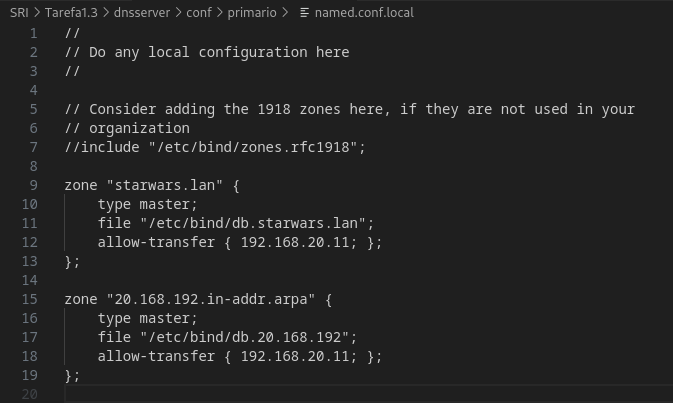 SRI > Tarefa1.3 > dnsserver > conf > primario > named.conf.local
1 //
2 // Do any local configuration here
3 //
4
5 // Consider adding the 1918 zones here, if they are not used in your
6 // organization
7 //include "/etc/bind/zones.rfc1918";
8
9 zone "starwars.lan" {
10 type master;
11 file "/etc/bind/db.starwars.lan";
12 allow-transfer { 192.168.20.11; };
13 };
14
15 zone "20.168.192.in-addr.arpa" {
16 type master;
17 file "/etc/bind/db.20.168.192";
18 allow-transfer { 192.168.20.11; };
19 };
20